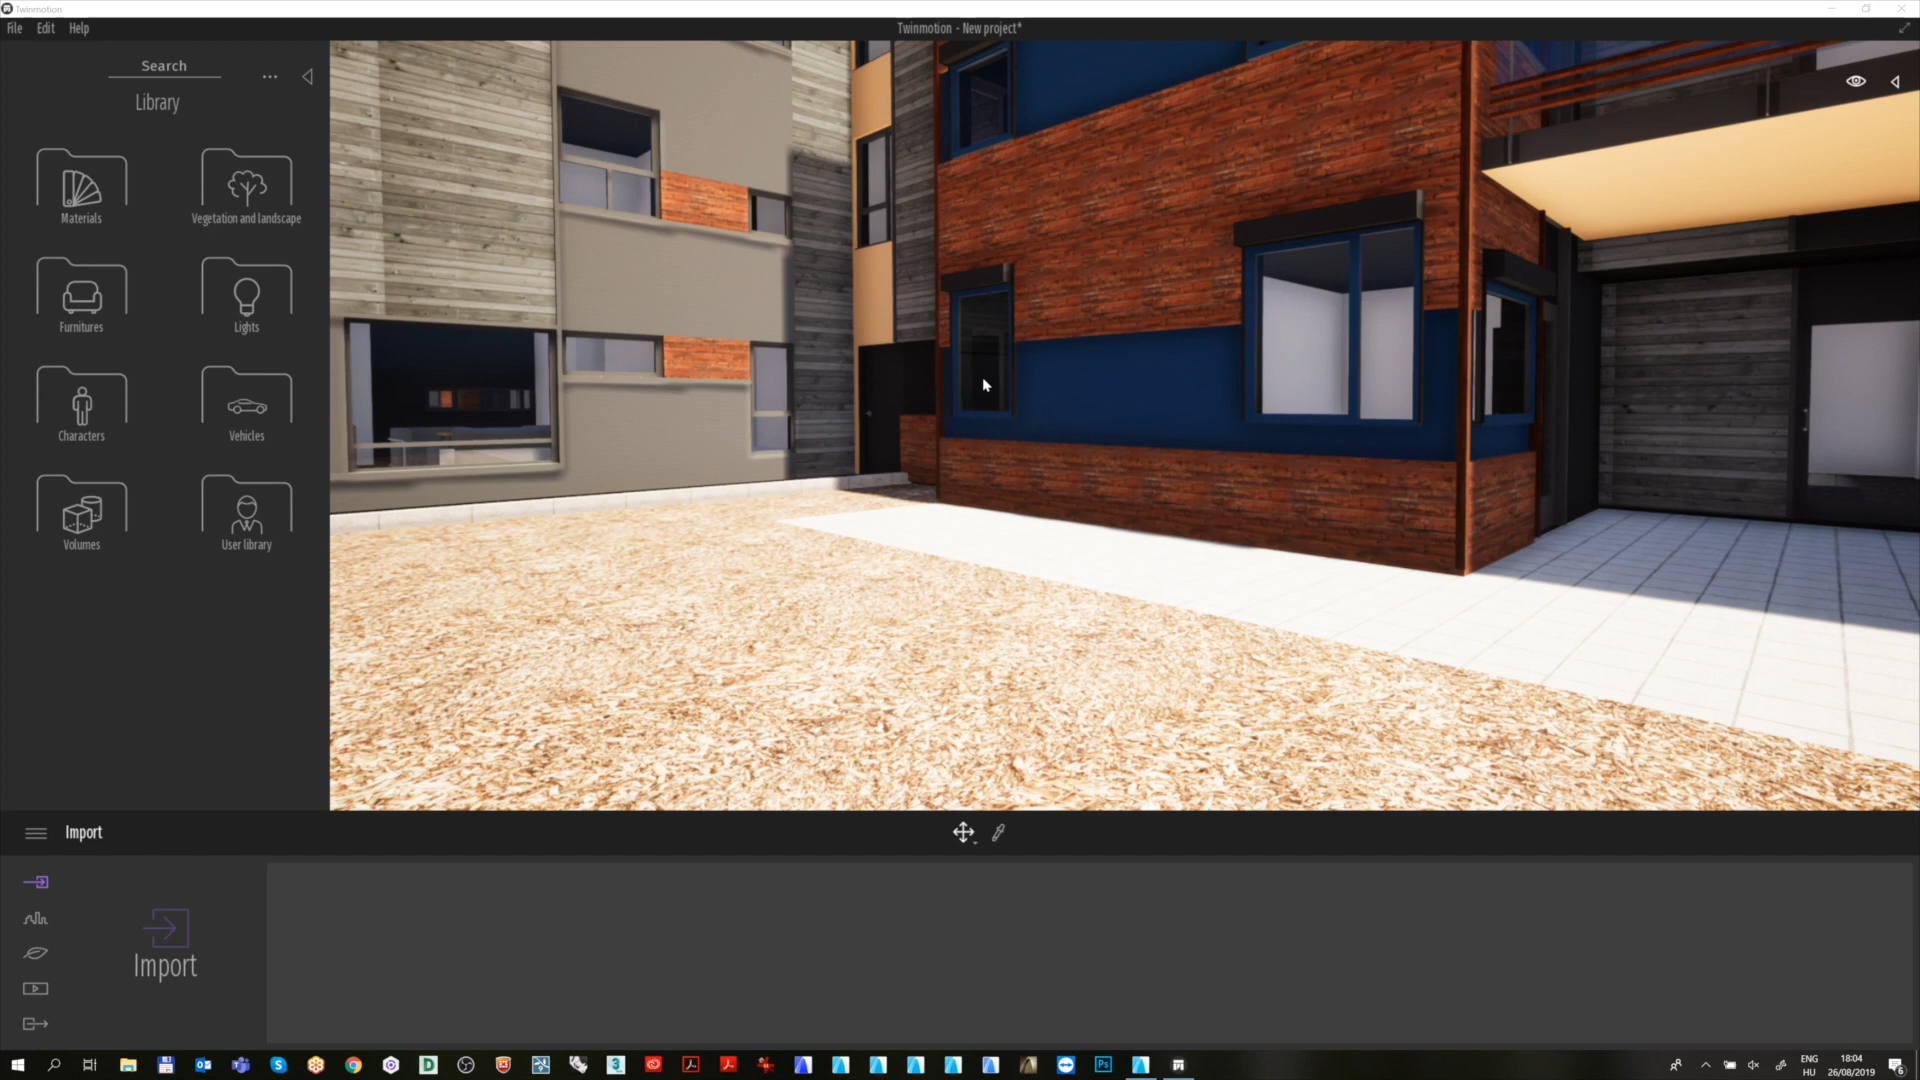 Twinmotion
File Edit Help
Twinmotion - New project*
Search
Library
Materials
Vegetation and landscape
Furnitures
Lights
Characters
Vehicles
Volumes
User library
Import
Import
ENG
HU
18:04
26/08/2019
6